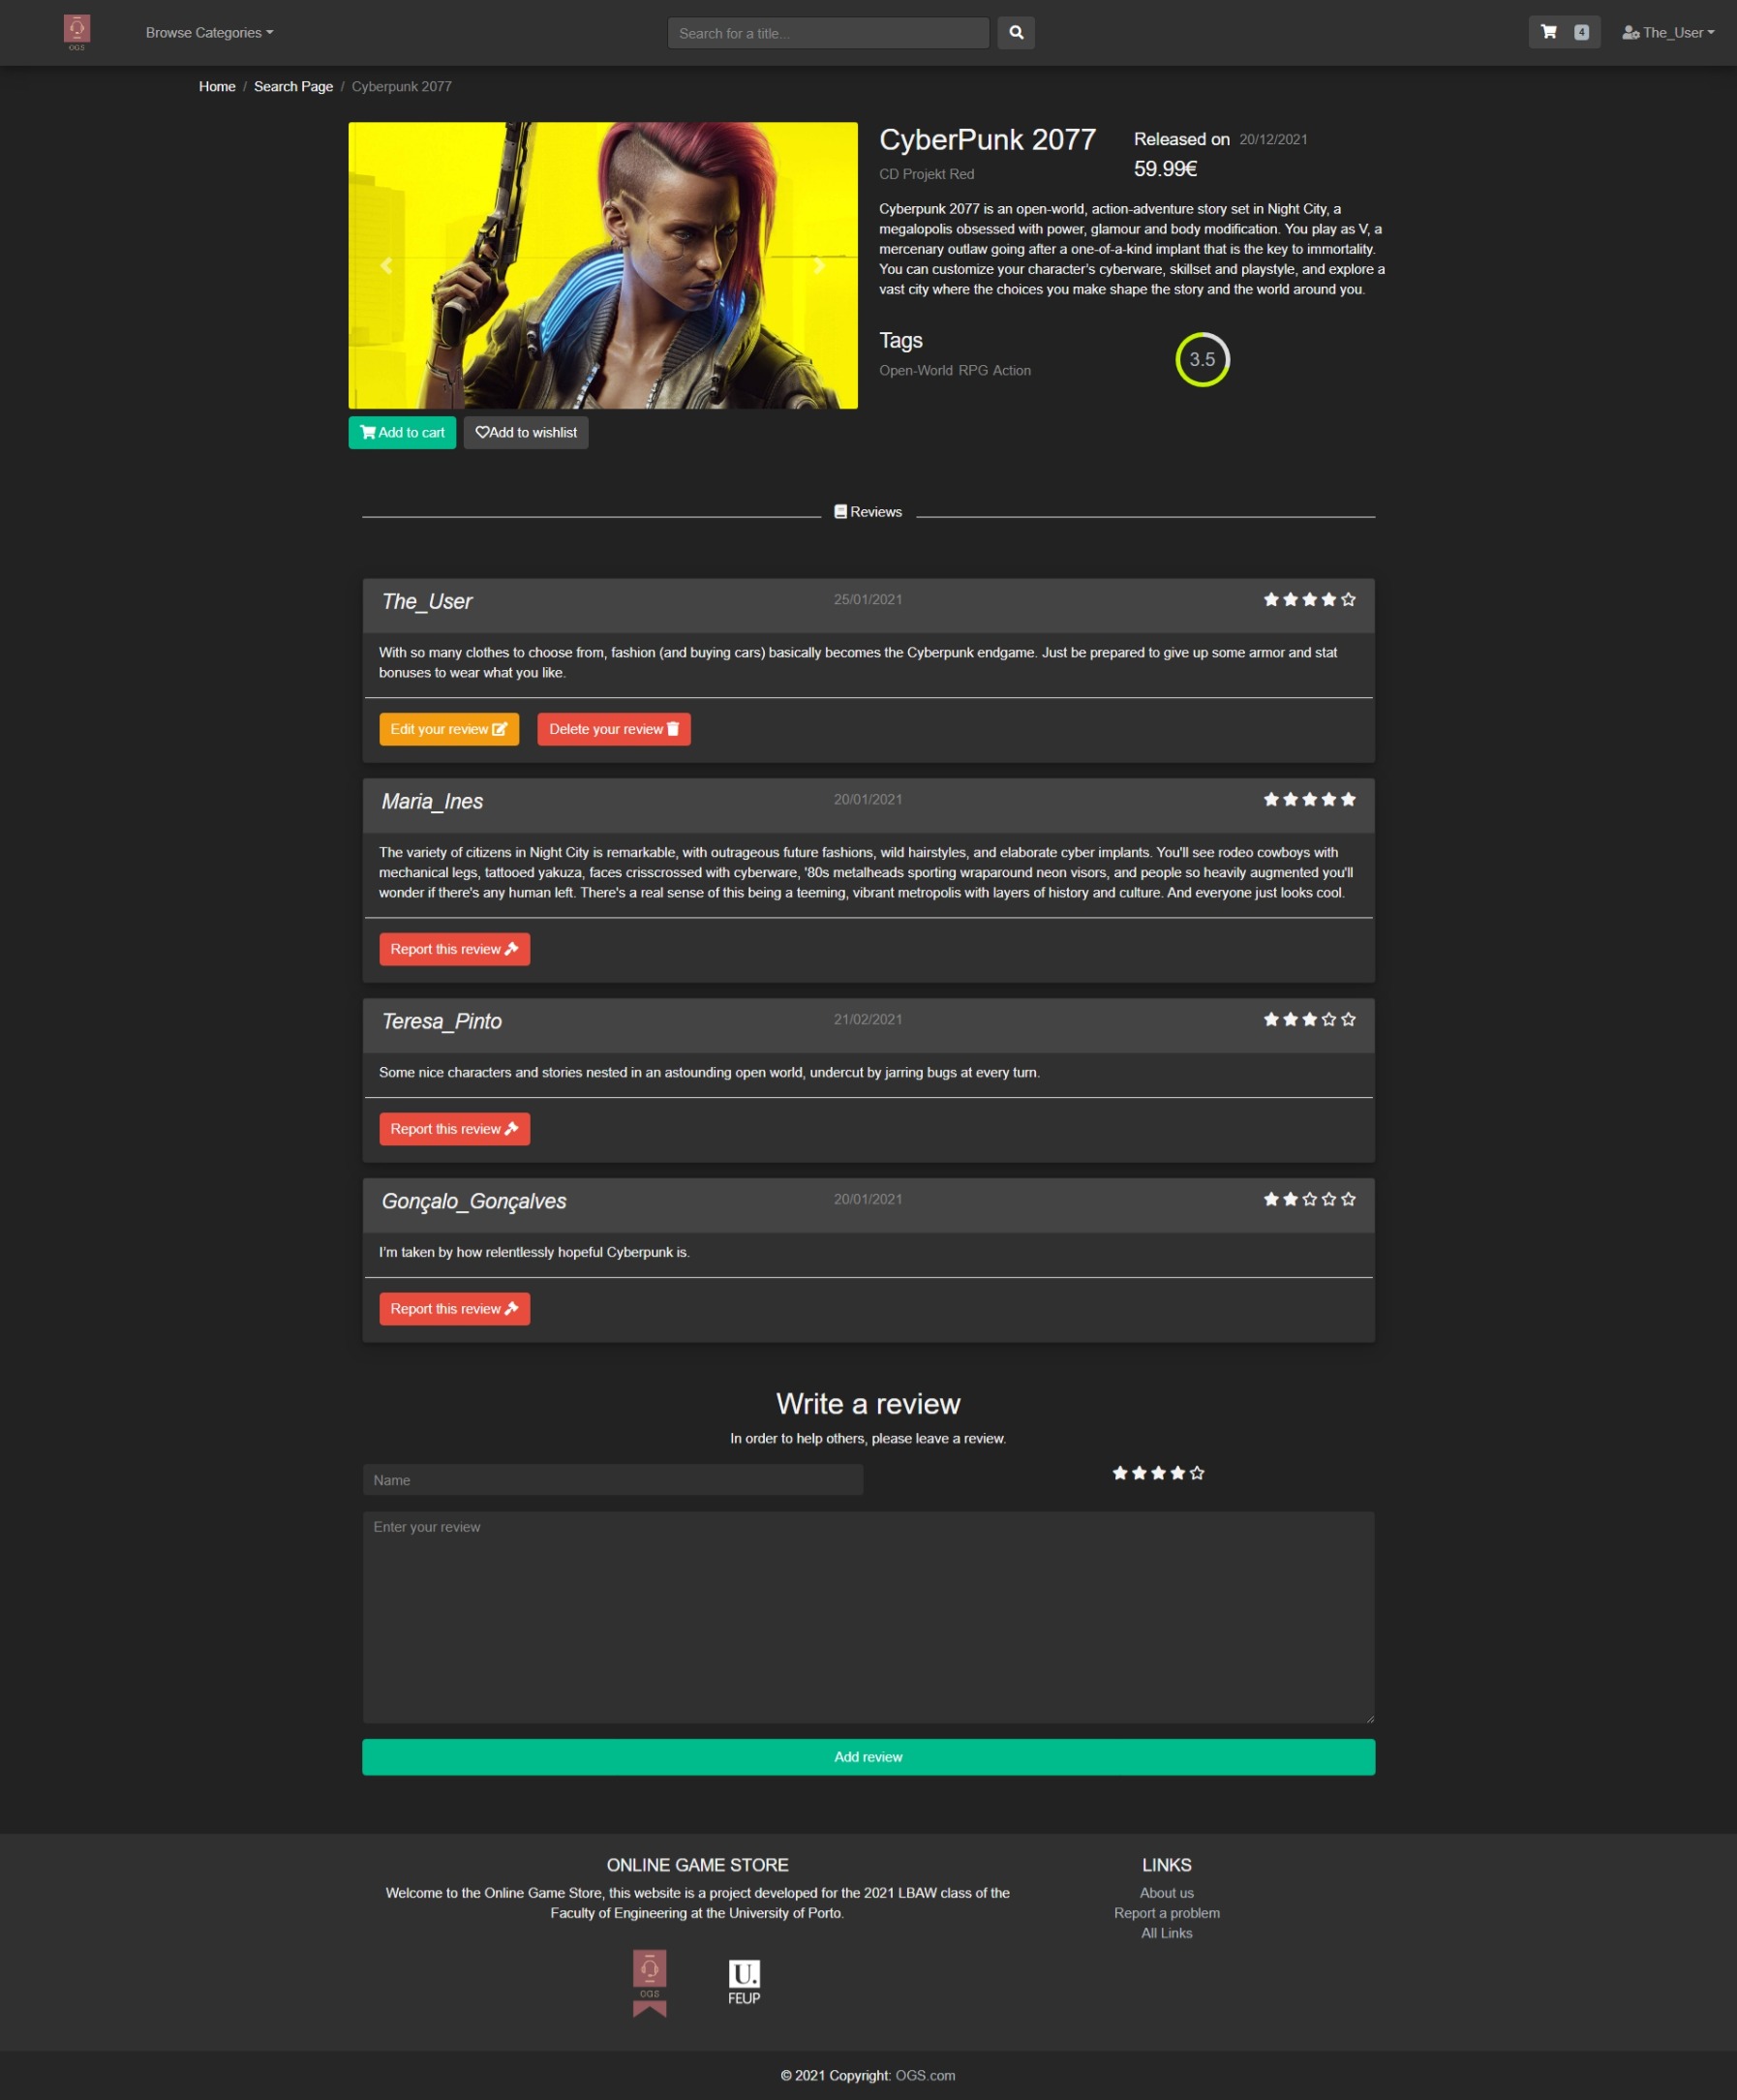 OGS
Browse Categories
Search for a title...
4
The_User
Home / Search Page / Cyberpunk 2077
CyberPunk 2077
Released on 20/12/2021
CD Projekt Red
59.99€
Cyberpunk 2077 is an open-world, action-adventure story set in Night City, a
megalopolis obsessed with power, glamour and body modification. You play as V, a
mercenary outlaw going after a one-of-a-kind implant that is the key to immortality.
You can customize your character's cyberware, skillset and playstyle, and explore a
vast city where the choices you make shape the story and the world around you.
Tags
Open-World RPG Action
3.5
Add to cart
Add to wishlist
Reviews
The_User
25/01/2021
With so many clothes to choose from, fashion (and buying cars) basically becomes the Cyberpunk endgame. Just be prepared to give up some armor and stat
bonuses to wear what you like.
Edit your review
Delete your review
Maria_Ines
20/01/2021
The variety of citizens in Night City is remarkable, with outrageous future fashions, wild hairstyles, and elaborate cyber implants. You'll see rodeo cowboys with
mechanical legs, tattooed yakuza, faces crisscrossed with cyberware, '80s metalheads sporting wraparound neon visors, and people so heavily augmented you'll
wonder if there's any human left. There's a real sense of this being a teeming, vibrant metropolis with layers of history and culture. And everyone just looks cool.
Report this review
Teresa_Pinto
21/02/2021
Some nice characters and stories nested in an astounding open world, undercut by jarring bugs at every turn.
Report this review
Gonçalo_Gonçalves
20/01/2021
I'm taken by how relentlessly hopeful Cyberpunk is.
Report this review
Write a review
In order to help others, please leave a review.
Name
Enter your review
Add review
ONLINE GAME STORE
Welcome to the Online Game Store, this website is a project developed for the 2021 LBAW class of the
Faculty of Engineering at the University of Porto.
LINKS
About us
Report a problem
All Links
OGS
U.
FEUP
© 2021 Copyright: OGS.com